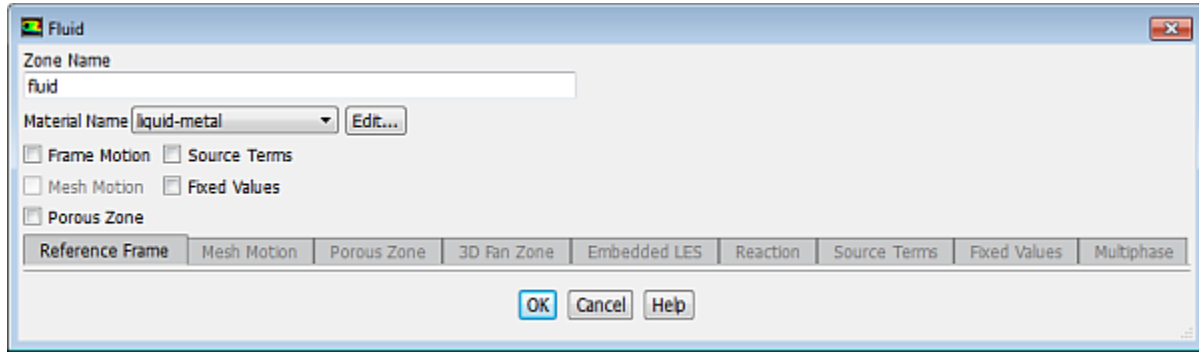 Fluid
Zone Name
fluid
Material Name liquid-metal Edit...
Frame Motion Source Terms
Mesh Motion Fixed Values
Porous Zone
Reference Frame Mesh Motion Porous Zone 3D Fan Zone Embedded LES Reaction Source Terms Fixed Values Multiphase
OK Cancel Help